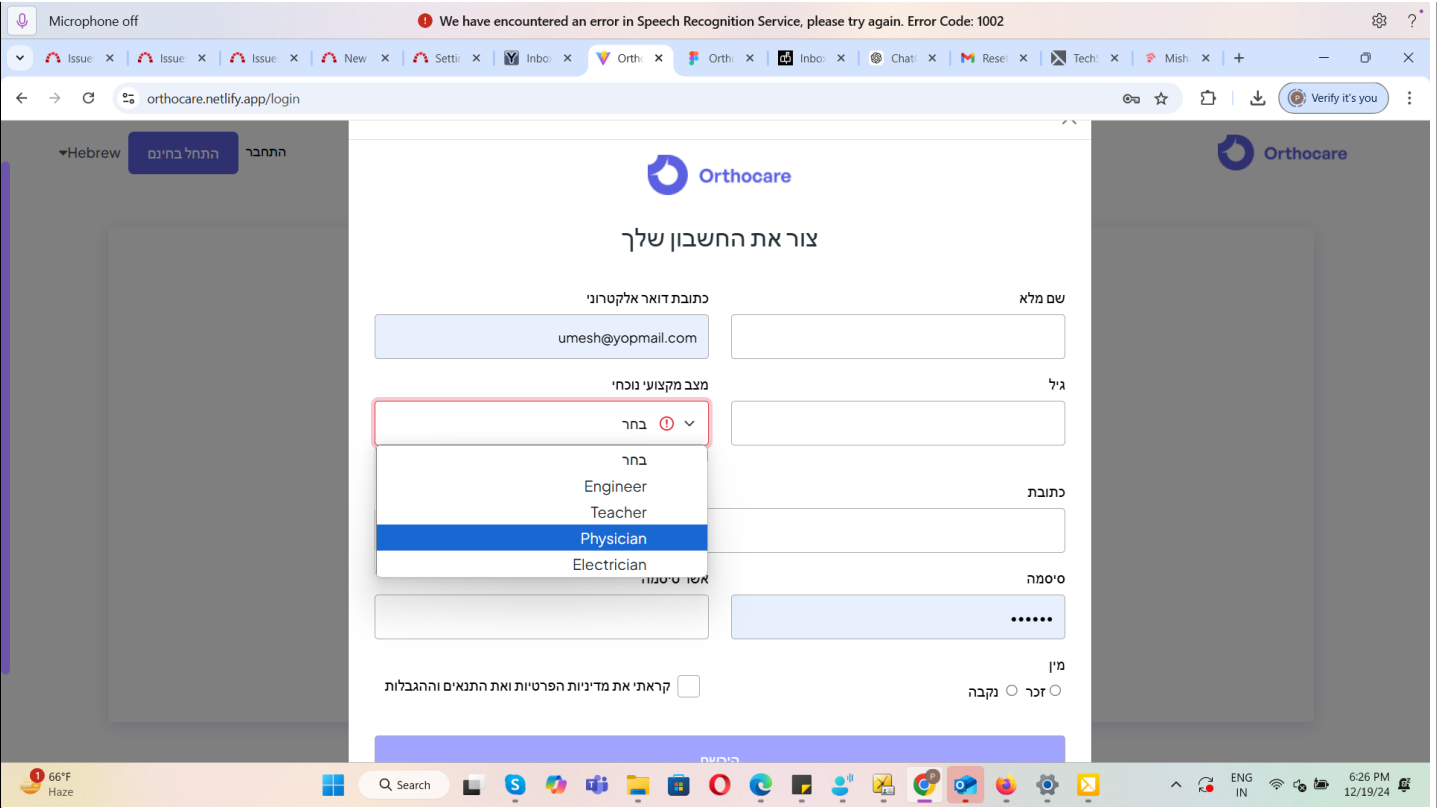 Microphone off
We have encountered an error in Speech Recognition Service, please try again. Error Code: 1002
?
Issue
Issue
Issue
New
Settin
Inbox
Ortho
Ortho
Inbox
Chat
Reset
Tech
Mish
orthocare.netlify.app/login
P
Verify it's you
Hebrew
התחל בחינם
התחבר
Orthocare
Orthocare
צור את החשבון שלך
שם מלא
כתובת דואר אלקטרוני
umesh@yopmail.com
גיל
מצב מקצועי נוכחי
בחר
בחר
Engineer
Teacher
Physician
Electrician
כתובת
סיסמה
אשר סיסמה
••••••
מין
זכר
נקבה
קראתי את מדיניות הפרטיות ואת התנאים וההגבלות
הירשם
1
66°F
Haze
Search
ENG
IN
6:26 PM
12/19/24